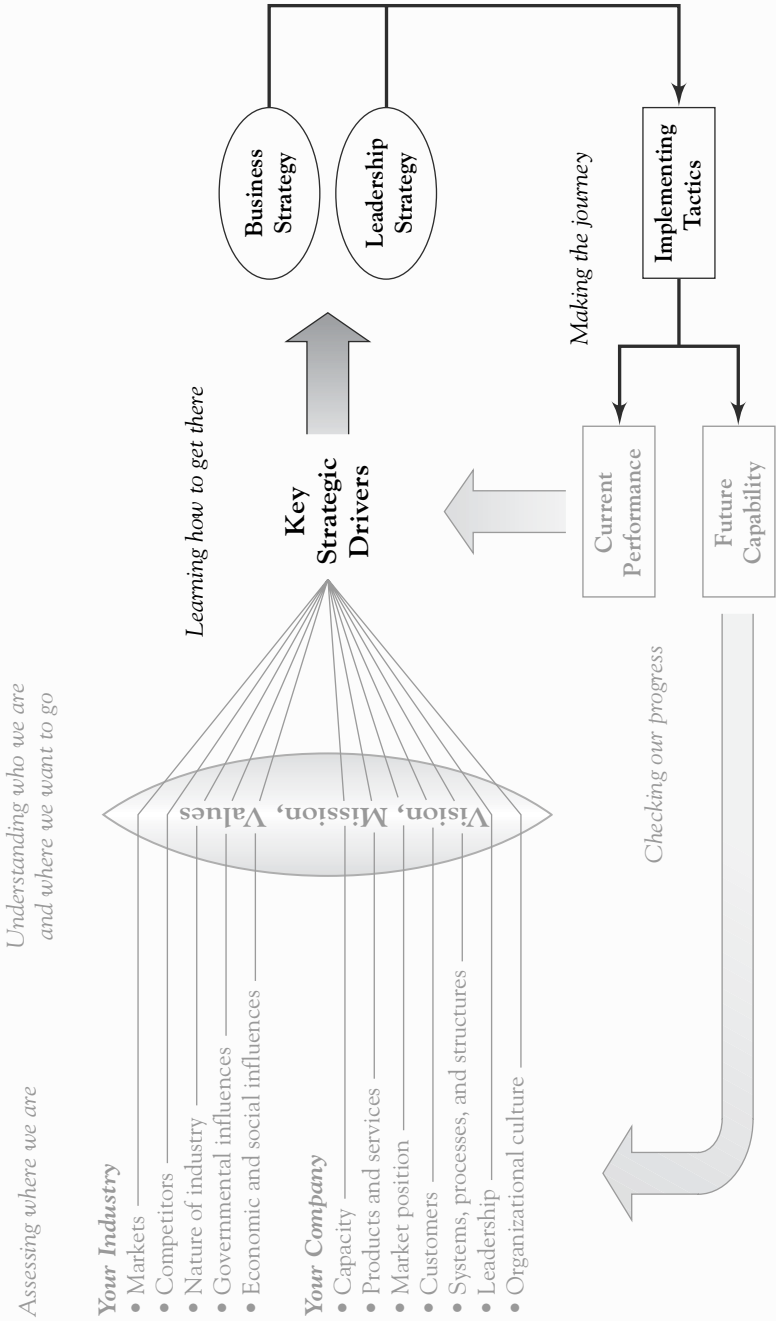 Assessing where we are
Understanding who we are
and where we want to go
Your Industry
• Markets
• Competitors
• Nature of industry
• Governmental influences
• Economic and social influences
Your Company
• Capacity
• Products and services
• Market position
• Customers
• Systems, processes, and structures
• Leadership
• Organizational culture
Vision, Mission, Values
Learning how to get there
Key
Strategic
Drivers
Business
Strategy
Leadership
Strategy
Making the journey
Implementing
Tactics
Current
Performance
Future
Capability
Checking our progress